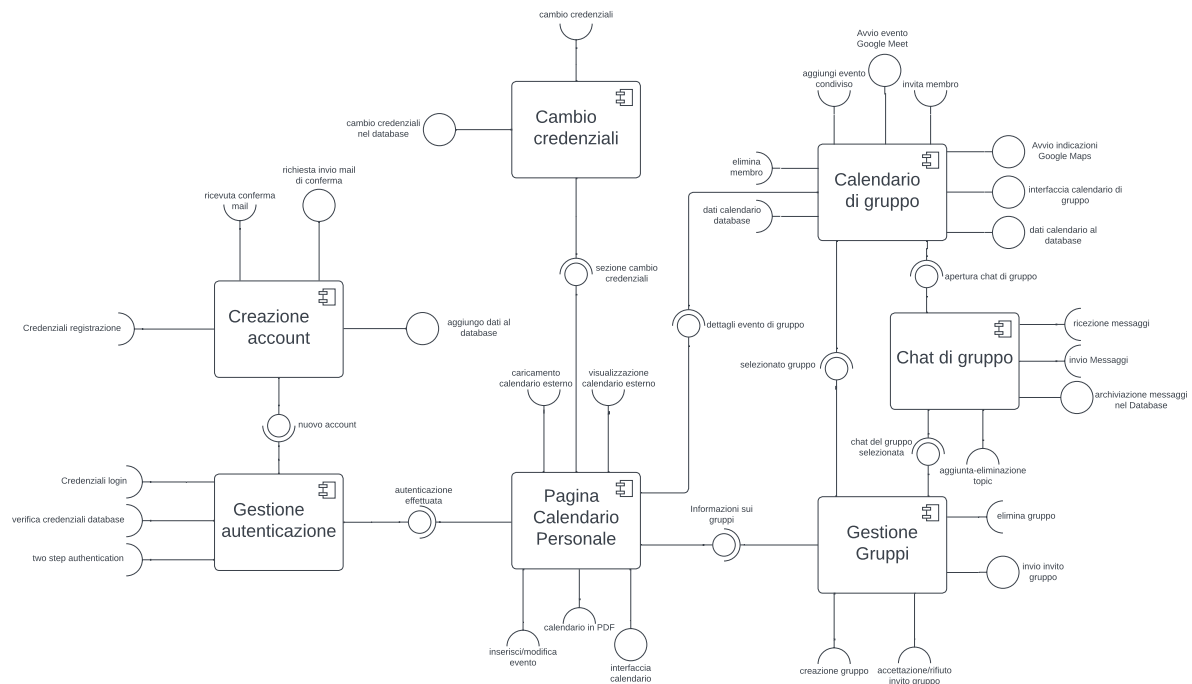 cambio credenziali
Avvio evento
Google Meet
aggiungi evento
condiviso
invita membro
Cambio
credenziali
cambio credenziali
nel database
Avvio indicazioni
Google Maps
elimina
membro
Calendario
di gruppo
interfaccia calendario di
gruppo
dati calendario
database
dati calendario al
database
richiesta invio mail
di conferma
ricevuta conferma
mail
sezione cambio
credenziali
apertura chat di gruppo
Creazione
account
Credenziali registrazione
aggiungo dati al
database
dettagli evento di gruppo
ricezione messaggi
Chat di gruppo
invio Messaggi
selezionato gruppo
archiviazione messaggi
nel Database
caricamento
calendario esterno
visualizzazione
calendario esterno
nuovo account
chat del gruppo
selezionata
aggiunta-eliminazione
topic
Credenziali login
verifica credenziali database
two step authentication
Gestione
autenticazione
autenticazione
effettuata
Pagina
Calendario
Personale
Informazioni sui
gruppi
Gestione
Gruppi
elimina gruppo
invio invito
gruppo
inserisci/modifica
evento
calendario in PDF
interfaccia
calendario
creazione gruppo
accettazione/rifiuto
invito gruppo